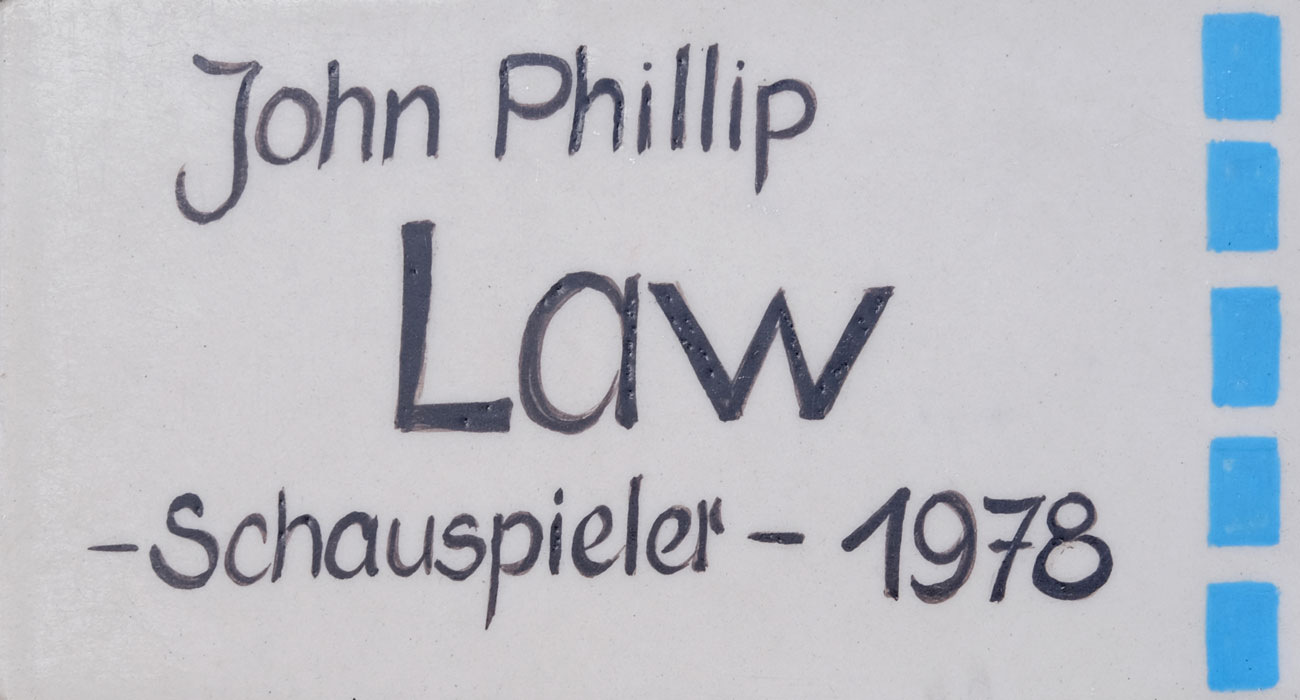 John Phillip
Law
-Schauspieler - 1978